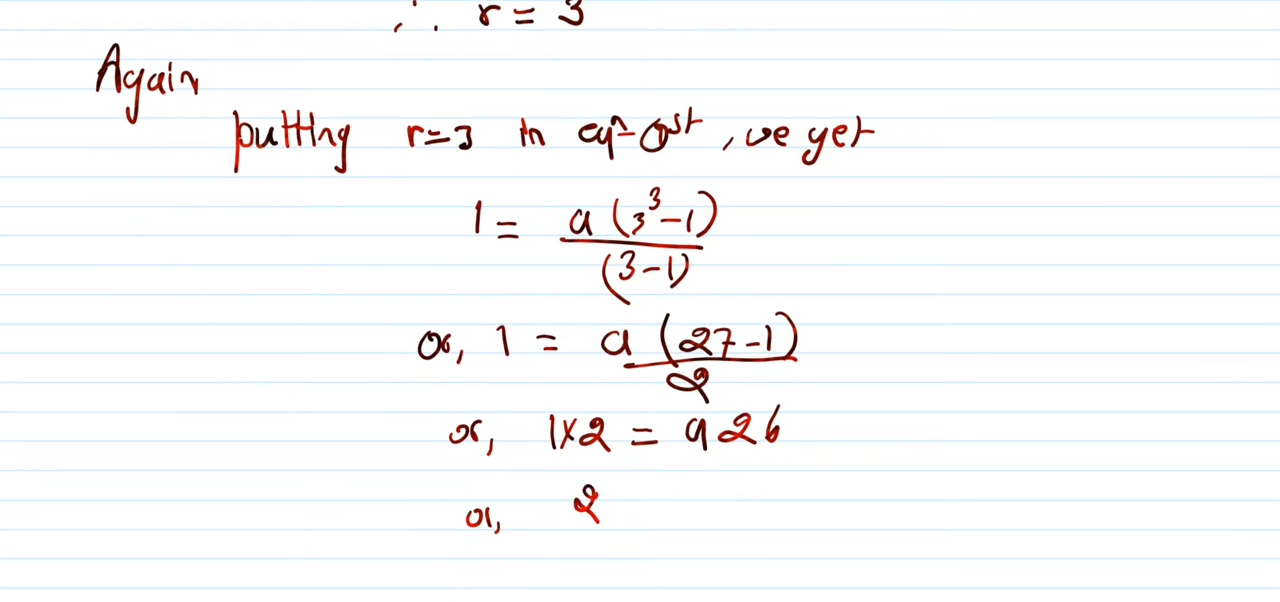 ∴ r = 3
Again
putting r=3 in eqⁿ Ist, we get
1 = a(3³-1)/(3-1)
or, 1 = a(27-1)/2
or, 1×2 = a26
or, 2